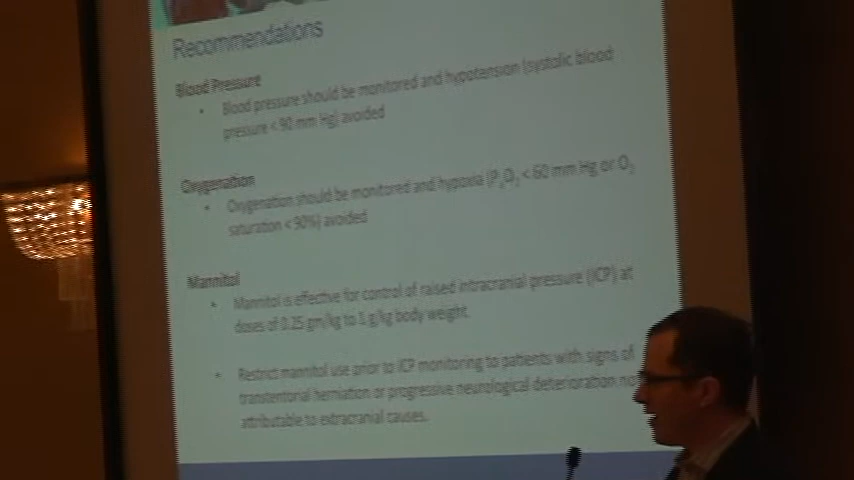 Recommendations
Blood Pressure
• Blood pressure should be monitored and hypotension (systolic blood
pressure < 90 mm Hg) avoided
Oxygenation
• Oxygenation should be monitored and hypoxia (PaO2 < 60 mm Hg or O2
saturation < 90%) avoided
Mannitol
• Mannitol is effective for control of raised intracranial pressure (ICP) at
doses of 0.25 gm/kg to 1 g/kg body weight.
• Restrict mannitol use prior to ICP monitoring to patients with signs of
transtentorial herniation or progressive neurological deterioration not
attributable to extracranial causes.